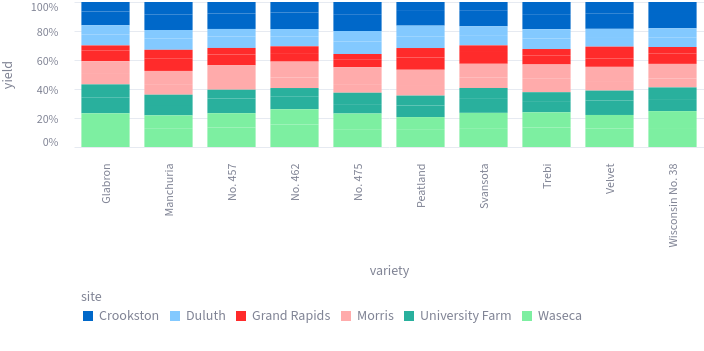 100%
80%
60%
40%
20%
0%
yield
Glabron
Manchuria
No. 457
No. 462
No. 475
Peatland
Svansota
Trebi
Velvet
Wisconsin No. 38
variety
site
Crookston Duluth Grand Rapids Morris University Farm Waseca